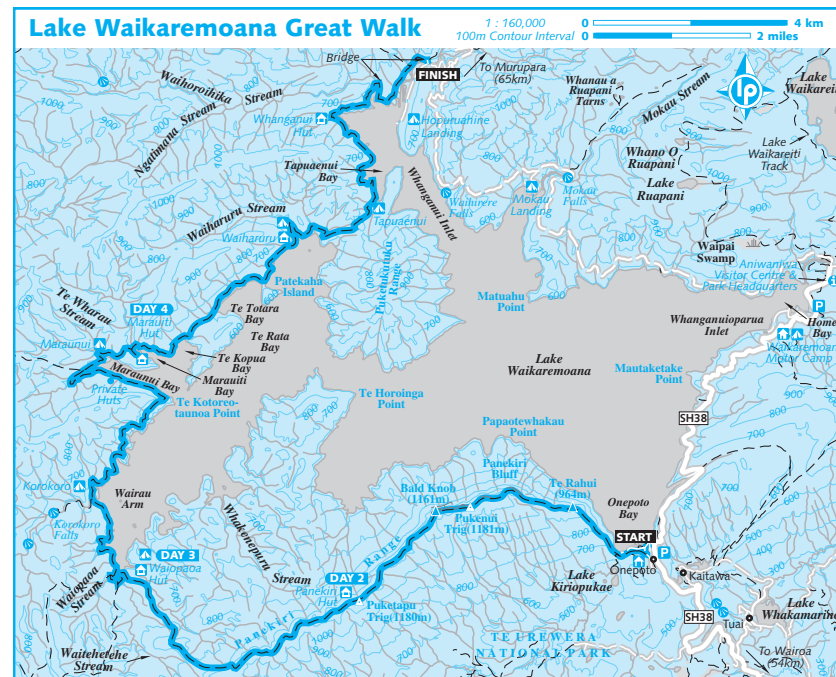 Lake Waikaremoana Great Walk
1 : 160,000
100m Contour Interval
0
4 km
0
2 miles
Bridge
FINISH
To Murupara
(65km)
Waihoroihika
Stream
Ngatimana Stream
Whanganui
Hut
Hopuruahine
Landing
Whanau a
Ruapani
Tarns
Mokau Stream
lp
Lake
Waikareiti
Lake
Waikareiti
Track
Whano O
Ruapani
Lake
Ruapani
Tapuaenui
Bay
Whanganui Inlet
Waihirere
Falls
Mokau
Landing
Mokau
Falls
Tapuaenui
Waiharuru Stream
Waiharuru
Puketukutuku
Range
Patekaha
Island
Waipai
Swamp
Aniwaniwa
Visitor Centre &
Park Headquarters
Matuahu
Point
Whanganuioparua
Inlet
P
Home
Bay
Waikaremoana
Motor Camp
Te Wharau
Stream
DAY 4
Marauiti
Hut
Te Totara
Bay
Te Rata
Bay
Te Kopua
Bay
Marauiti
Bay
Maraunui
Maraunui Bay
Private
Huts
Te Kotoreo-
taunoa Point
Lake
Waikaremoana
Mautaketake
Point
Te Horoinga
Point
SH38
Papaotewhakau
Point
Panekiri
Bluff
Bald Knob
(1161m)
Te Rahui
(964m)
Pukenui
Trig(1181m)
Onepoto
Bay
START
P
Onepoto
Kaitawa
Korokoro
Korokoro
Falls
Wairau
Arm
Whakenepuru
Stream
DAY 3
Waiopaoa
Hut
Waiopaoa
Stream
DAY 2
Panekiri
Hut
Puketapu
Trig(1180m)
Panekiri
Range
Lake
Kiriopukae
SH38
Tuai
Lake
Whakamarino
To Wairoa
(54km)
Waitehetehe
Stream
TE UREWERA
NATIONAL PARK